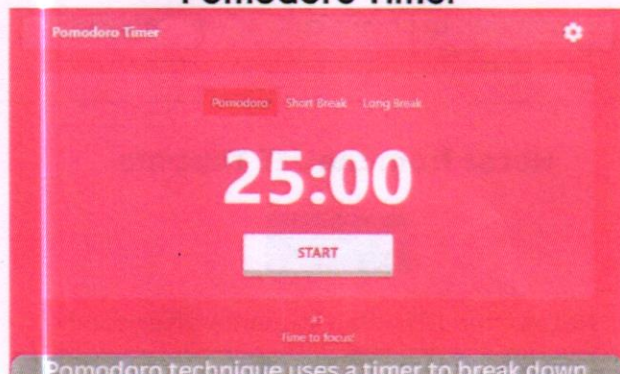 Pomodoro Timer
Pomodoro Timer
Pomodoro Short Break Long Break
25:00
START
Time to focus!
Pomodoro technique uses a timer to break down